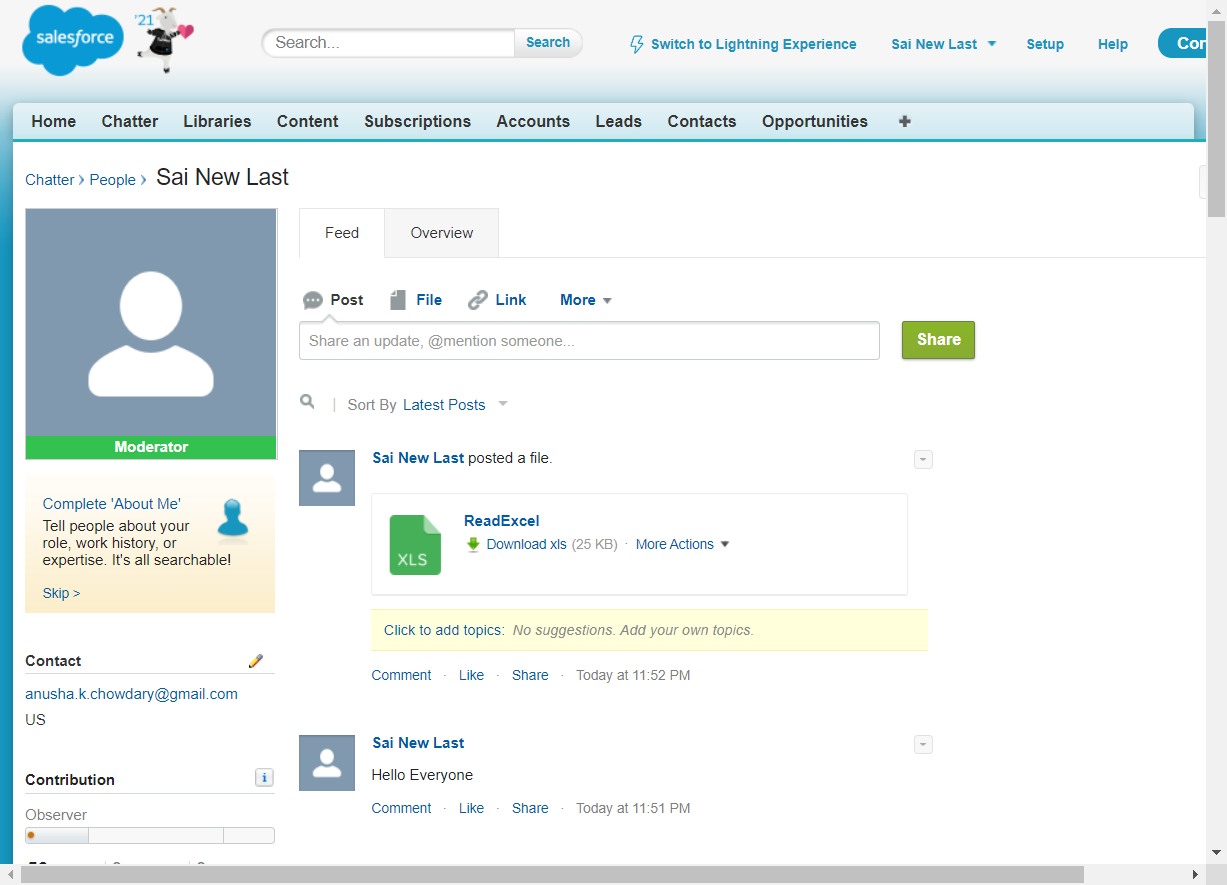 salesforce
'21
Search...
Search
Switch to Lightning Experience
Sai New Last
Setup
Help
Home
Chatter
Libraries
Content
Subscriptions
Accounts
Leads
Contacts
Opportunities
+
Chatter › People › Sai New Last
Moderator
Complete 'About Me'
Tell people about your
role, work history, or
expertise. It's all searchable!
Skip >
Contact
anusha.k.chowdary@gmail.com
US
Contribution
i
Observer
Feed
Overview
Post
File
Link
More
Share an update, @mention someone...
Share
| Sort By Latest Posts
Sai New Last posted a file.
XLS
ReadExcel
Download xls (25 KB) · More Actions
Click to add topics: No suggestions. Add your own topics.
Comment · Like · Share · Today at 11:52 PM
Sai New Last
Hello Everyone
Comment · Like · Share · Today at 11:51 PM